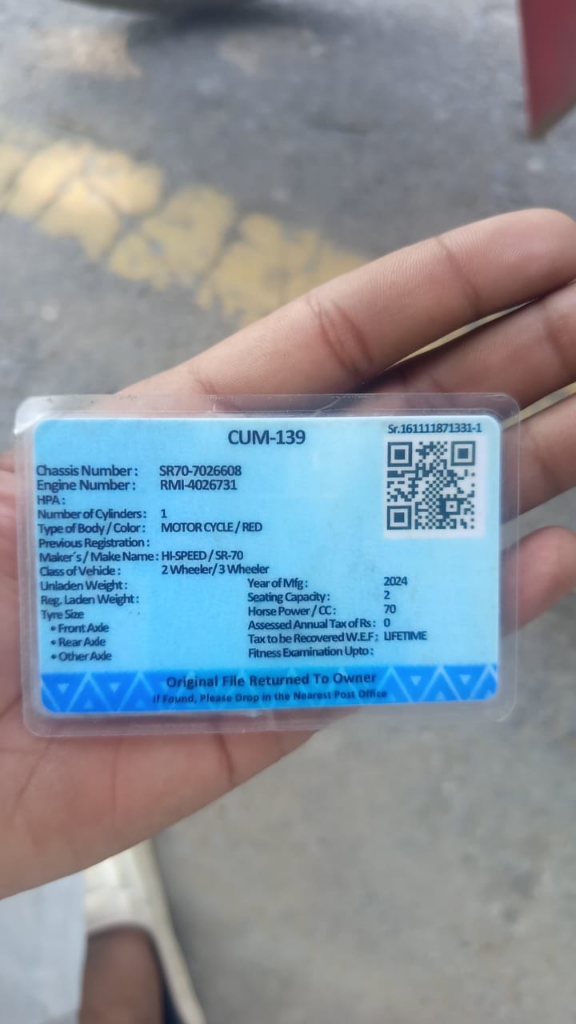 CUM-139
Sr.161111871331-1
Chassis Number : SR70-7026608
Engine Number : RMI-4026731
HPA :
Number of Cylinders : 1
Type of Body / Color : MOTOR CYCLE / RED
Previous Registration :
Maker's / Make Name : HI-SPEED / SR-70
Class of Vehicle : 2 Wheeler/ 3 Wheeler
Unladen Weight : Year of Mfg : 2024
Reg. Laden Weight : Seating Capacity : 2
Tyre Size Horse Power / CC : 70
• Front Axle Assessed Annual Tax of Rs : 0
• Rear Axle Tax to be Recovered W.E.F : LIFETIME
• Other Axle Fitness Examination Upto :
Original File Returned To Owner
If Found, Please Drop in the Nearest Post Office